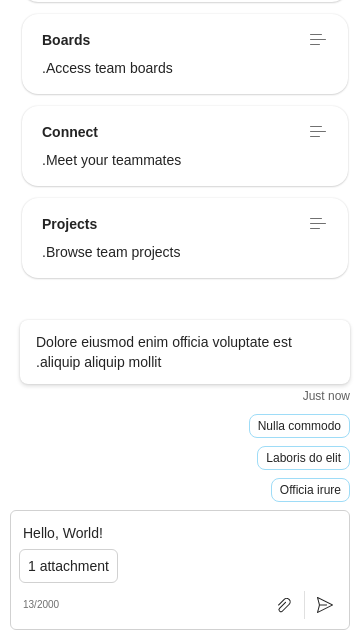 Boards
.Access team boards
Connect
.Meet your teammates
Projects
.Browse team projects
Dolore eiusmod enim officia voluptate est
.aliquip aliquip mollit
Just now
Nulla commodo
Laboris do elit
Officia irure
Hello, World!
1 attachment
13/2000